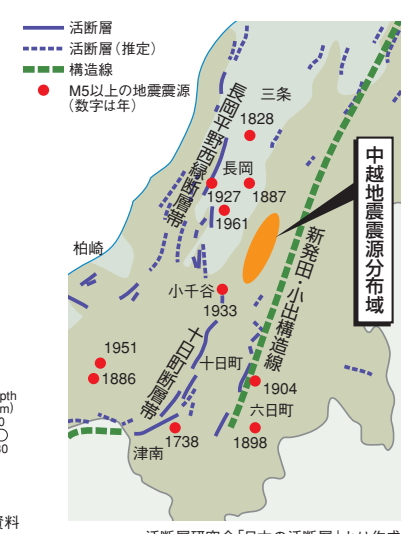 活断層
活断層(推定)
構造線
M5以上の地震震源
(数字は年)
三条
1828
長岡平野西縁断層帯
長岡
1927
1887
1961
中越地震震源分布域
柏崎
新発田・小出構造線
小千谷
1933
1951
十日町断層帯
十日町
1886
1904
六日町
1738
1898
津南